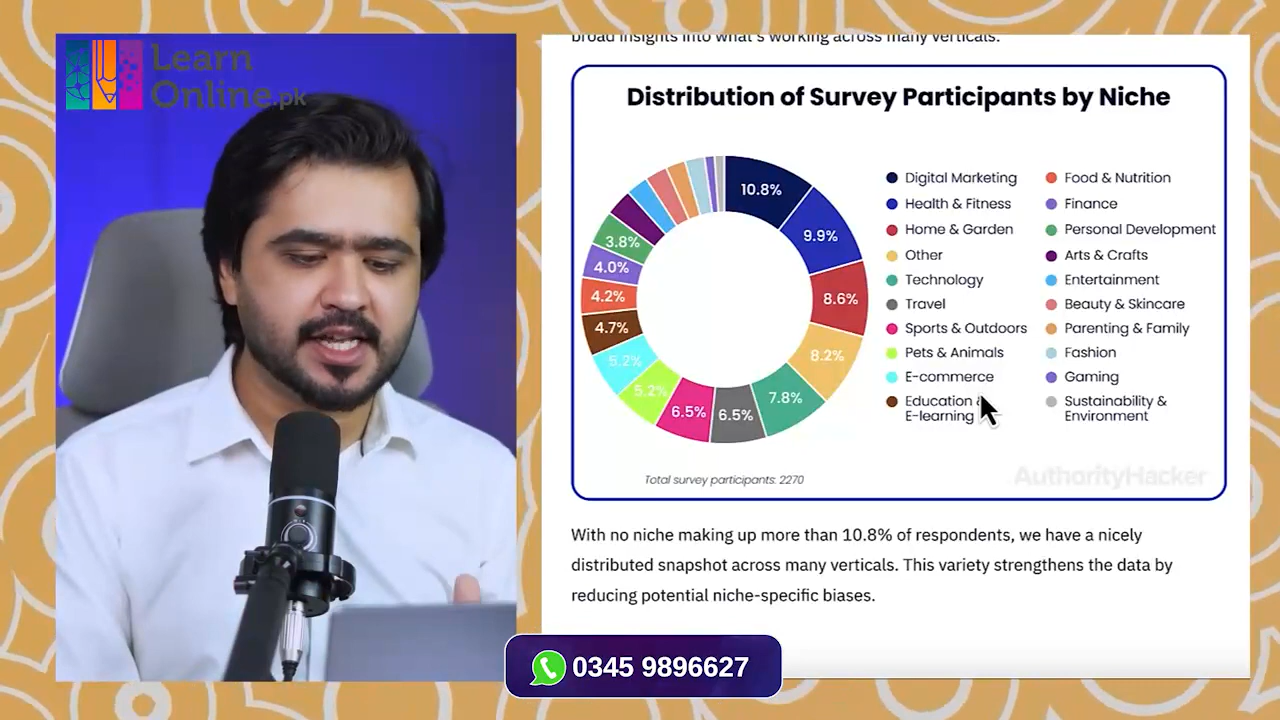 Learn
Online.pk
broad insights into what's working across many verticals.
Distribution of Survey Participants by Niche
10.8%
9.9%
8.6%
8.2%
7.8%
6.5%
6.5%
5.2%
5.2%
4.7%
4.2%
4.0%
3.8%
Digital Marketing
Health & Fitness
Home & Garden
Other
Technology
Travel
Sports & Outdoors
Pets & Animals
E-commerce
Education &
E-learning
Food & Nutrition
Finance
Personal Development
Arts & Crafts
Entertainment
Beauty & Skincare
Parenting & Family
Fashion
Gaming
Sustainability &
Environment
Total survey participants: 2270
AuthorityHacker
With no niche making up more than 10.8% of respondents, we have a nicely
distributed snapshot across many verticals. This variety strengthens the data by
reducing potential niche-specific biases.
0345 9896627